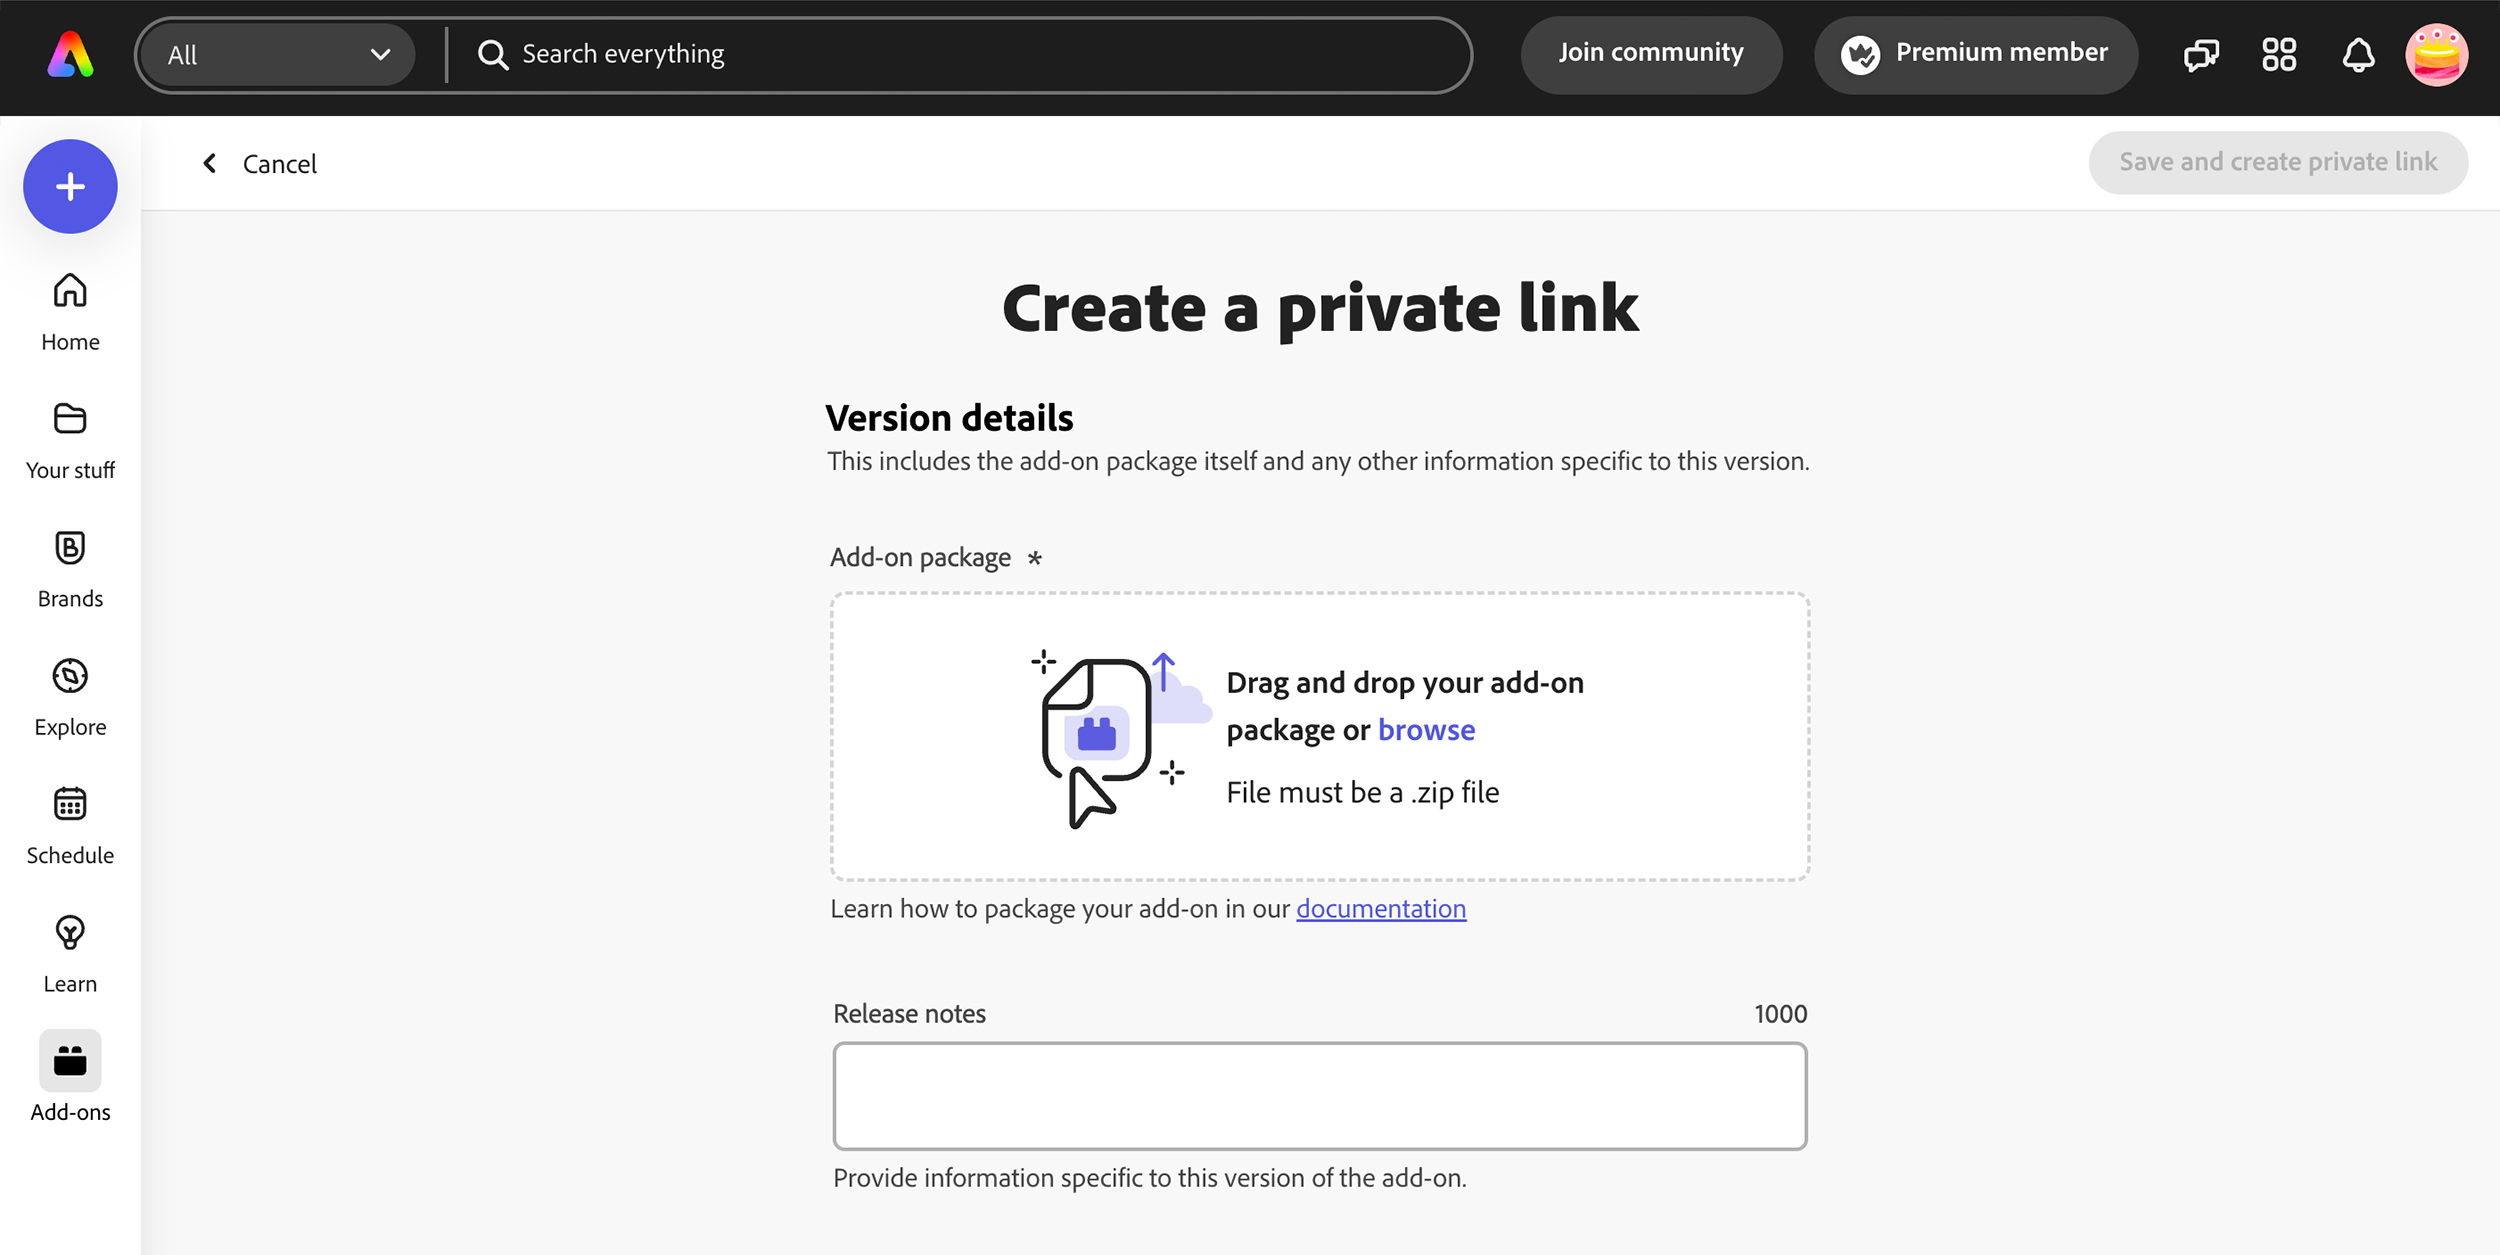 All
Search everything
Join community
Premium member
Cancel
Save and create private link
Home
Your stuff
Brands
Explore
Schedule
Learn
Add-ons
Create a private link
Version details
This includes the add-on package itself and any other information specific to this version.
Add-on package *
Drag and drop your add-on
package or browse
File must be a .zip file
Learn how to package your add-on in our documentation
Release notes
1000
Provide information specific to this version of the add-on.